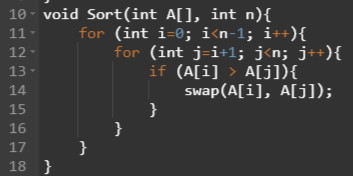 10 void Sort(int A[], int n){
11     for (int i=0; i<n-1; i++){
12         for (int j=i+1; j<n; j++){
13             if (A[i] > A[j]){
14                 swap(A[i], A[j]);
15             }
16         }
17     }
18 }